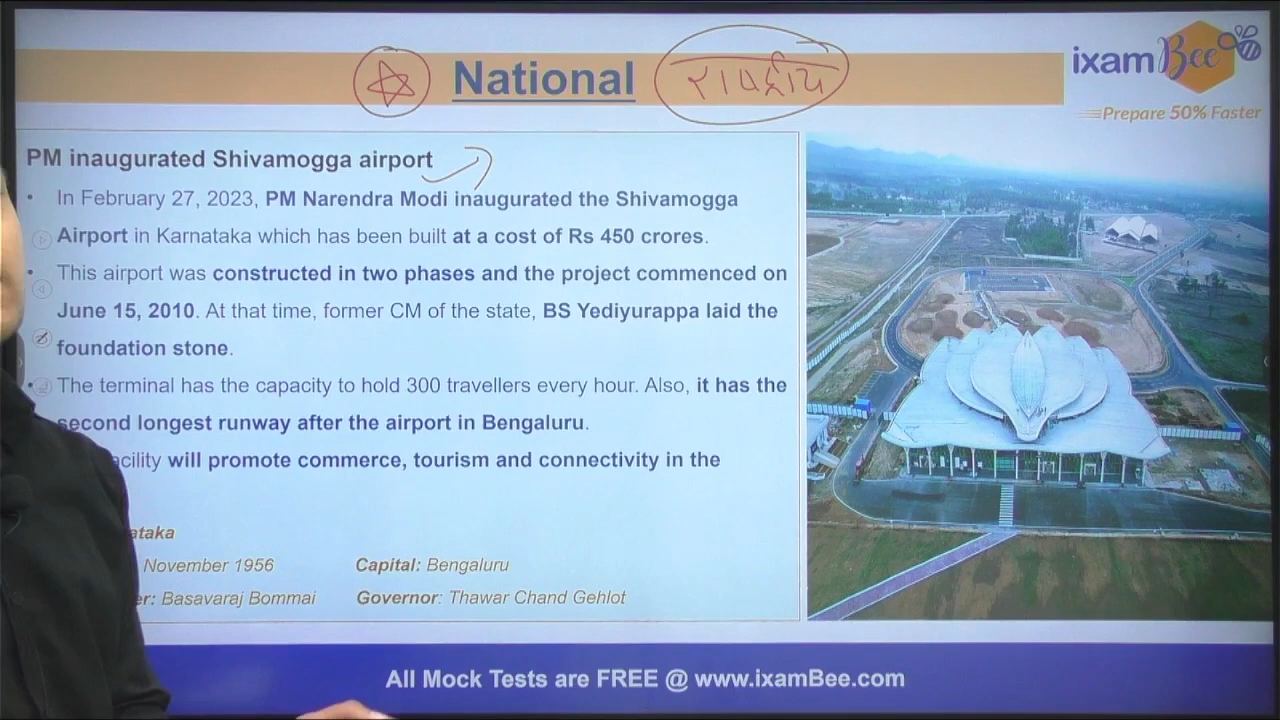 National राष्ट्रीय
ixamBee
Prepare 50% Faster
PM inaugurated Shivamogga airport
• In February 27, 2023, PM Narendra Modi inaugurated the Shivamogga
Airport in Karnataka which has been built at a cost of Rs 450 crores.
• This airport was constructed in two phases and the project commenced on
June 15, 2010. At that time, former CM of the state, BS Yediyurappa laid the
foundation stone.
• The terminal has the capacity to hold 300 travellers every hour. Also, it has the
second longest runway after the airport in Bengaluru.
acility will promote commerce, tourism and connectivity in the
ataka
November 1956 Capital: Bengaluru
er: Basavaraj Bommai Governor: Thawar Chand Gehlot
All Mock Tests are FREE @ www.ixamBee.com